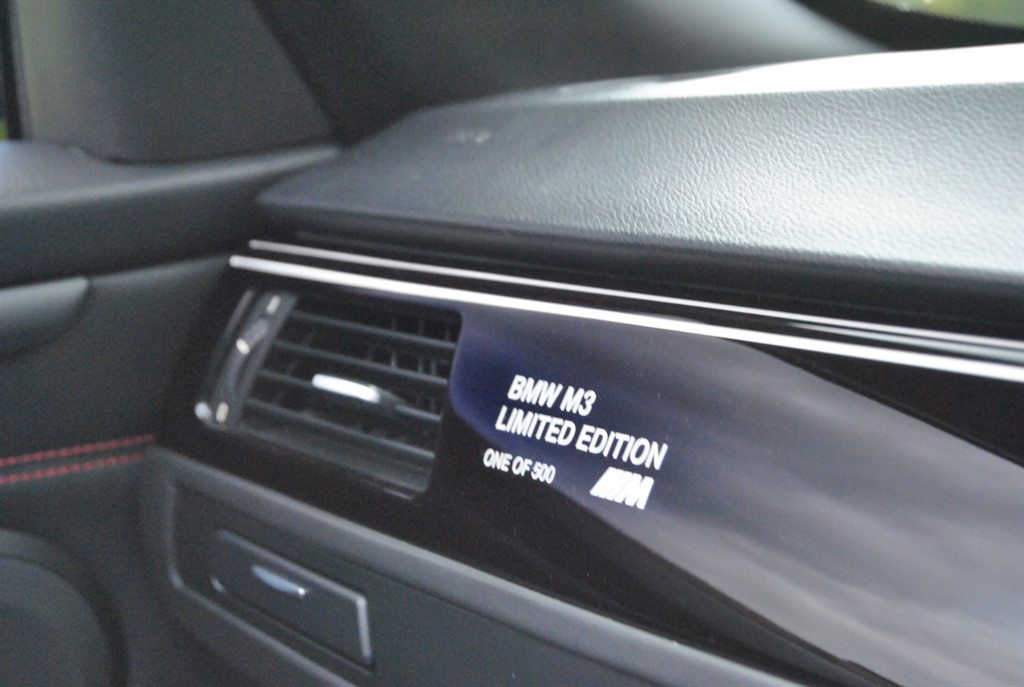 BMW M3
LIMITED EDITION
ONE OF 500
M